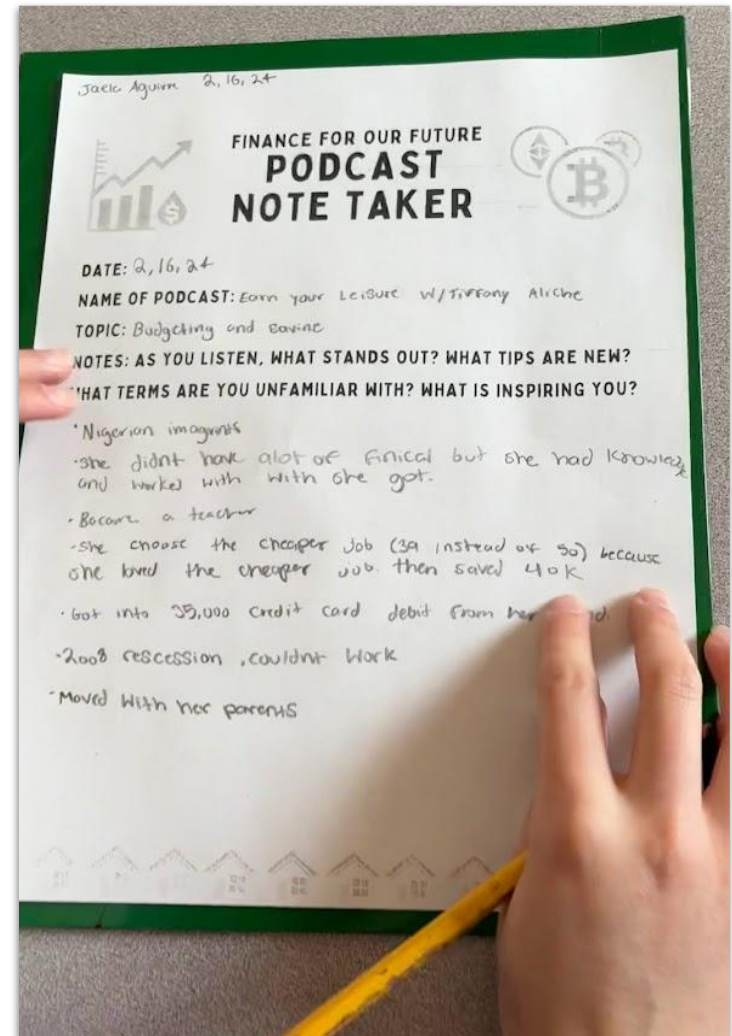 Jaela 2, 16, 24
FINANCE FOR OUR FUTURE
PODCAST
NOTE TAKER
DATE: 2, 16, 24
NAME OF PODCAST: Earn your Leisure w/Tiffany Aliche
TOPIC: Budgeting and saving
NOTES: AS YOU LISTEN, WHAT STANDS OUT? WHAT TIPS ARE NEW?
HAT TERMS ARE YOU UNFAMILIAR WITH? WHAT IS INSPIRING YOU?
• Nigerian imagrints
• she didnt have alot of finical but she had knowledge
and worked with with she got.
• Became a teacher
• she choose the cheaper job (39 instead of 50) because
she loved the cheaper job. then saved 40k
• Got into 35,000 credit card debit from her
• 2008 rescession, couldnt work
• Moved with her parents